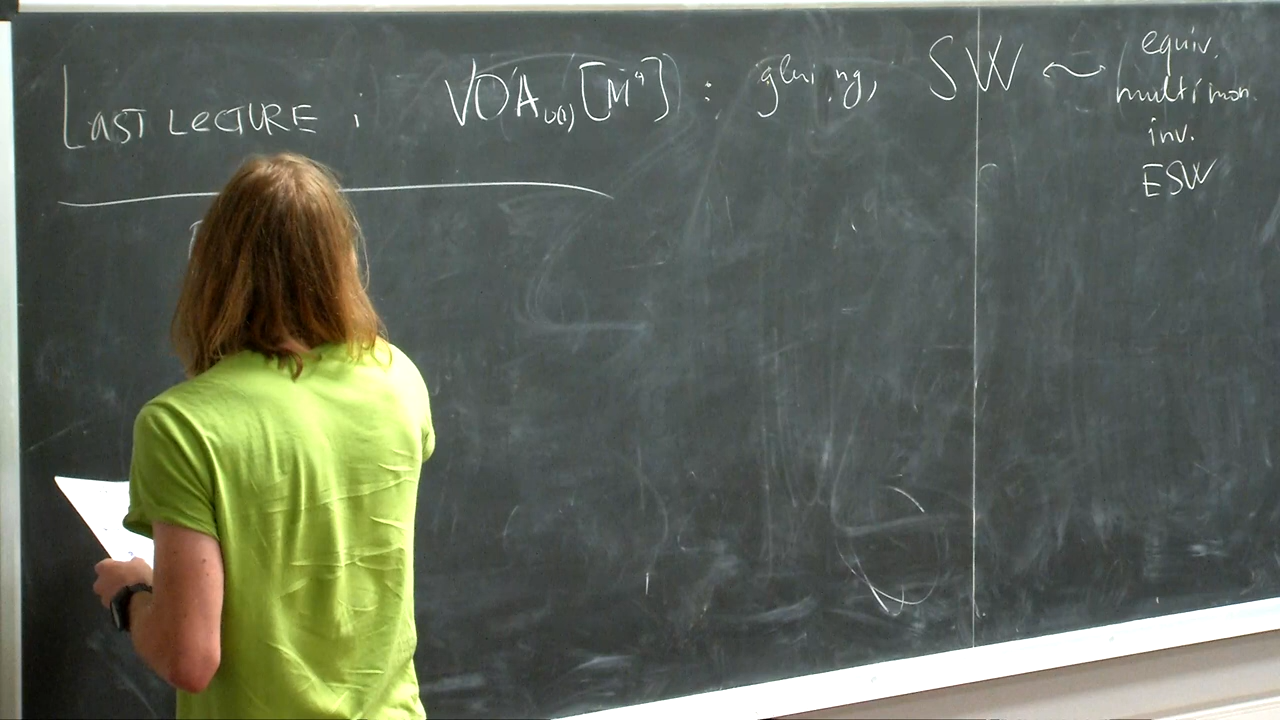 LAST LECTURE : VOA_{U(1)} [M^4] : gluing, SW ↔ equiv.
multimon.
inv.
ESW